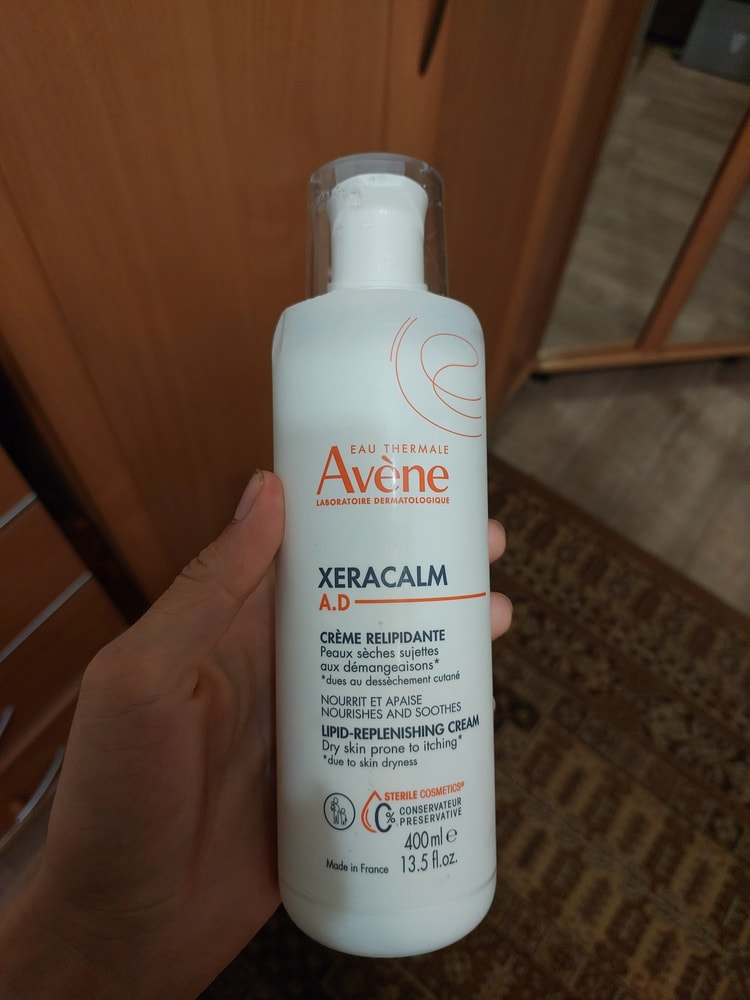 EAU THERMALE
Avène
LABORATOIRE DERMATOLOGIQUE
XERACALM
A.D
CRÈME RELIPIDANTE
Peaux sèches sujettes
aux démangeaisons*
*dues au dessèchement cutané
NOURRIT ET APAISE
NOURISHES AND SOOTHES
LIPID-REPLENISHING CREAM
Dry skin prone to itching*
*due to skin dryness
STERILE COSMETICS®
0% CONSERVATEUR
PRESERVATIVE
400 ml e
Made in France 13.5 fl.oz.